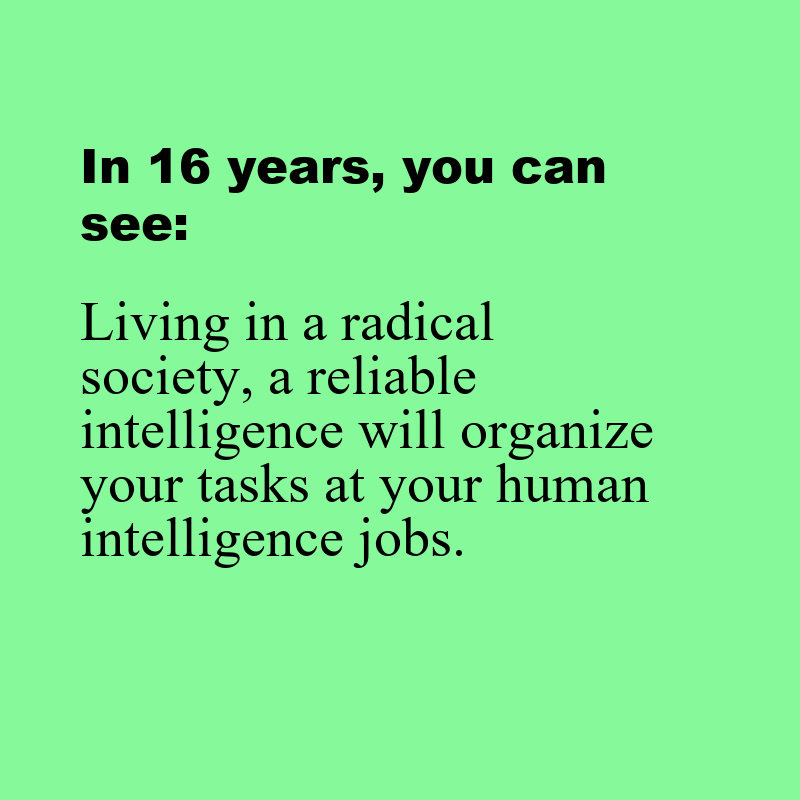 In 16 years, you can
see:
Living in a radical
society, a reliable
intelligence will organize
your tasks at your human
intelligence jobs.